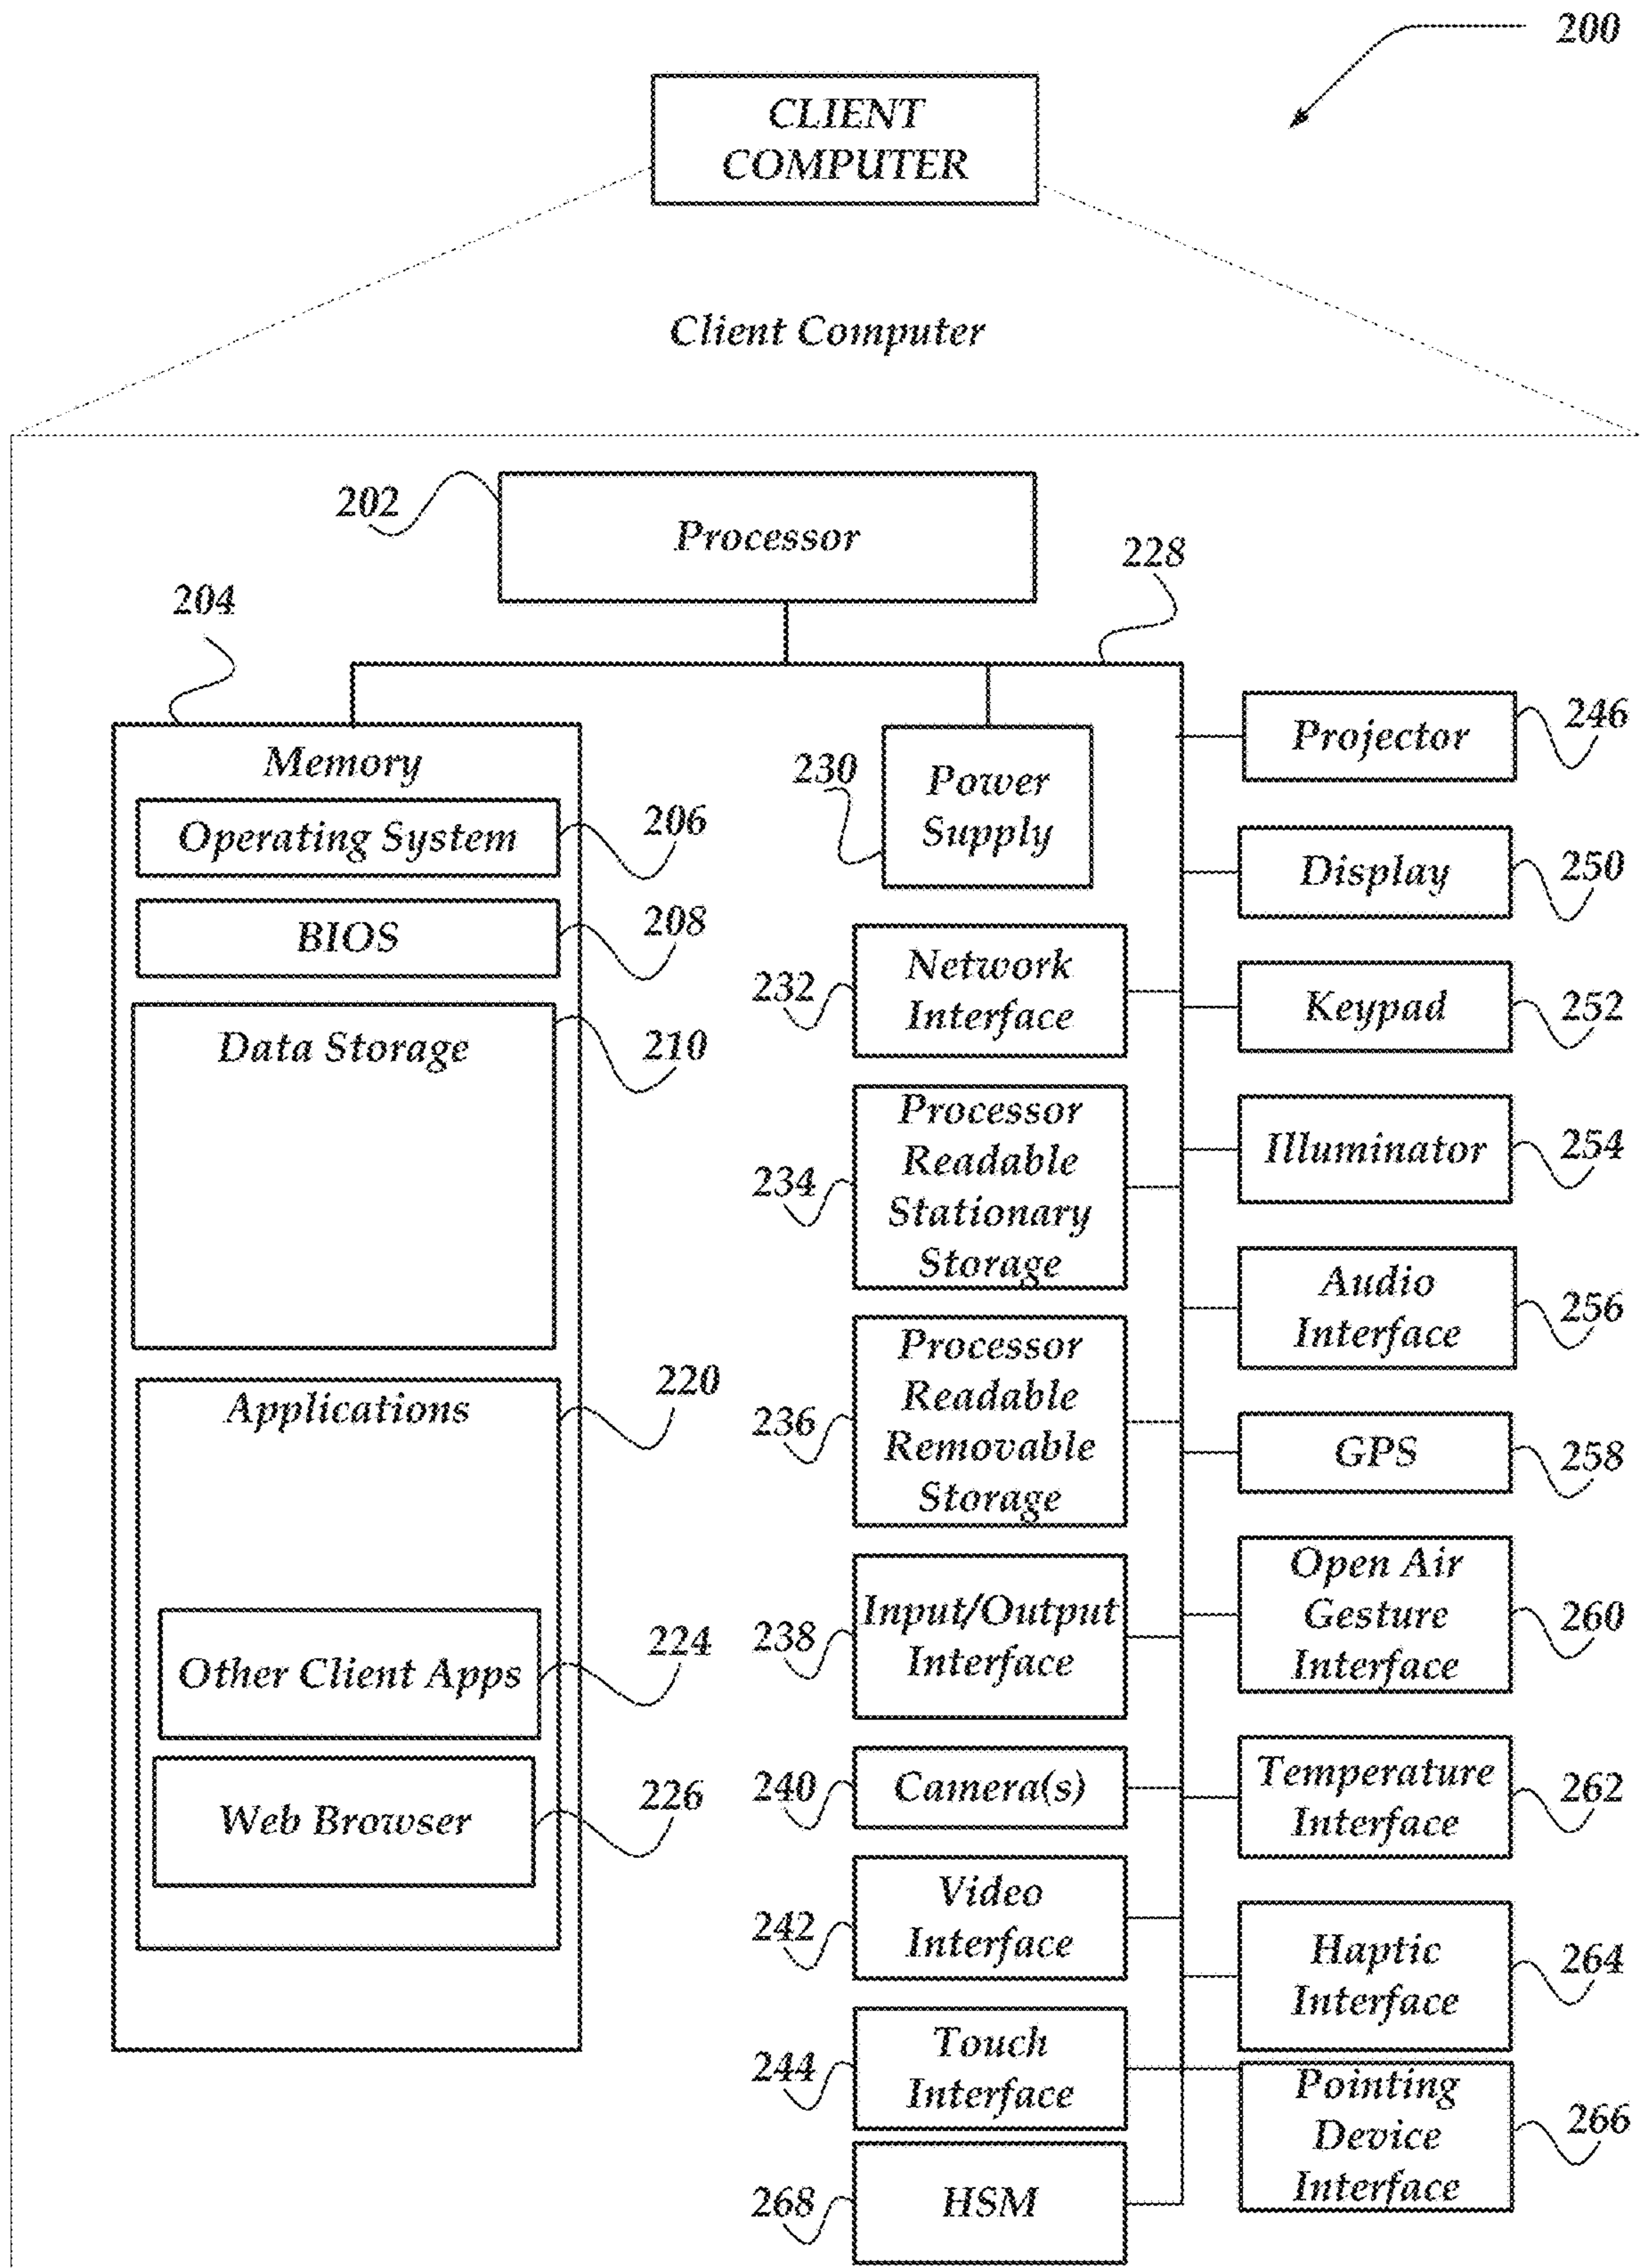 200
CLIENT
COMPUTER
Client Computer
202
Processor
228
204
Memory
Operating System
206
BIOS
208
Data Storage
210
Applications
220
Other Client Apps
224
Web Browser
226
230
Power
Supply
232
Network
Interface
234
Processor
Readable
Stationary
Storage
236
Processor
Readable
Removable
Storage
238
Input/Output
Interface
240
Camera(s)
242
Video
Interface
244
Touch
Interface
268
HSM
Projector
246
Display
250
Keypad
252
Illuminator
254
Audio
Interface
256
GPS
258
Open Air
Gesture
Interface
260
Temperature
Interface
262
Haptic
Interface
264
Pointing
Device
Interface
266